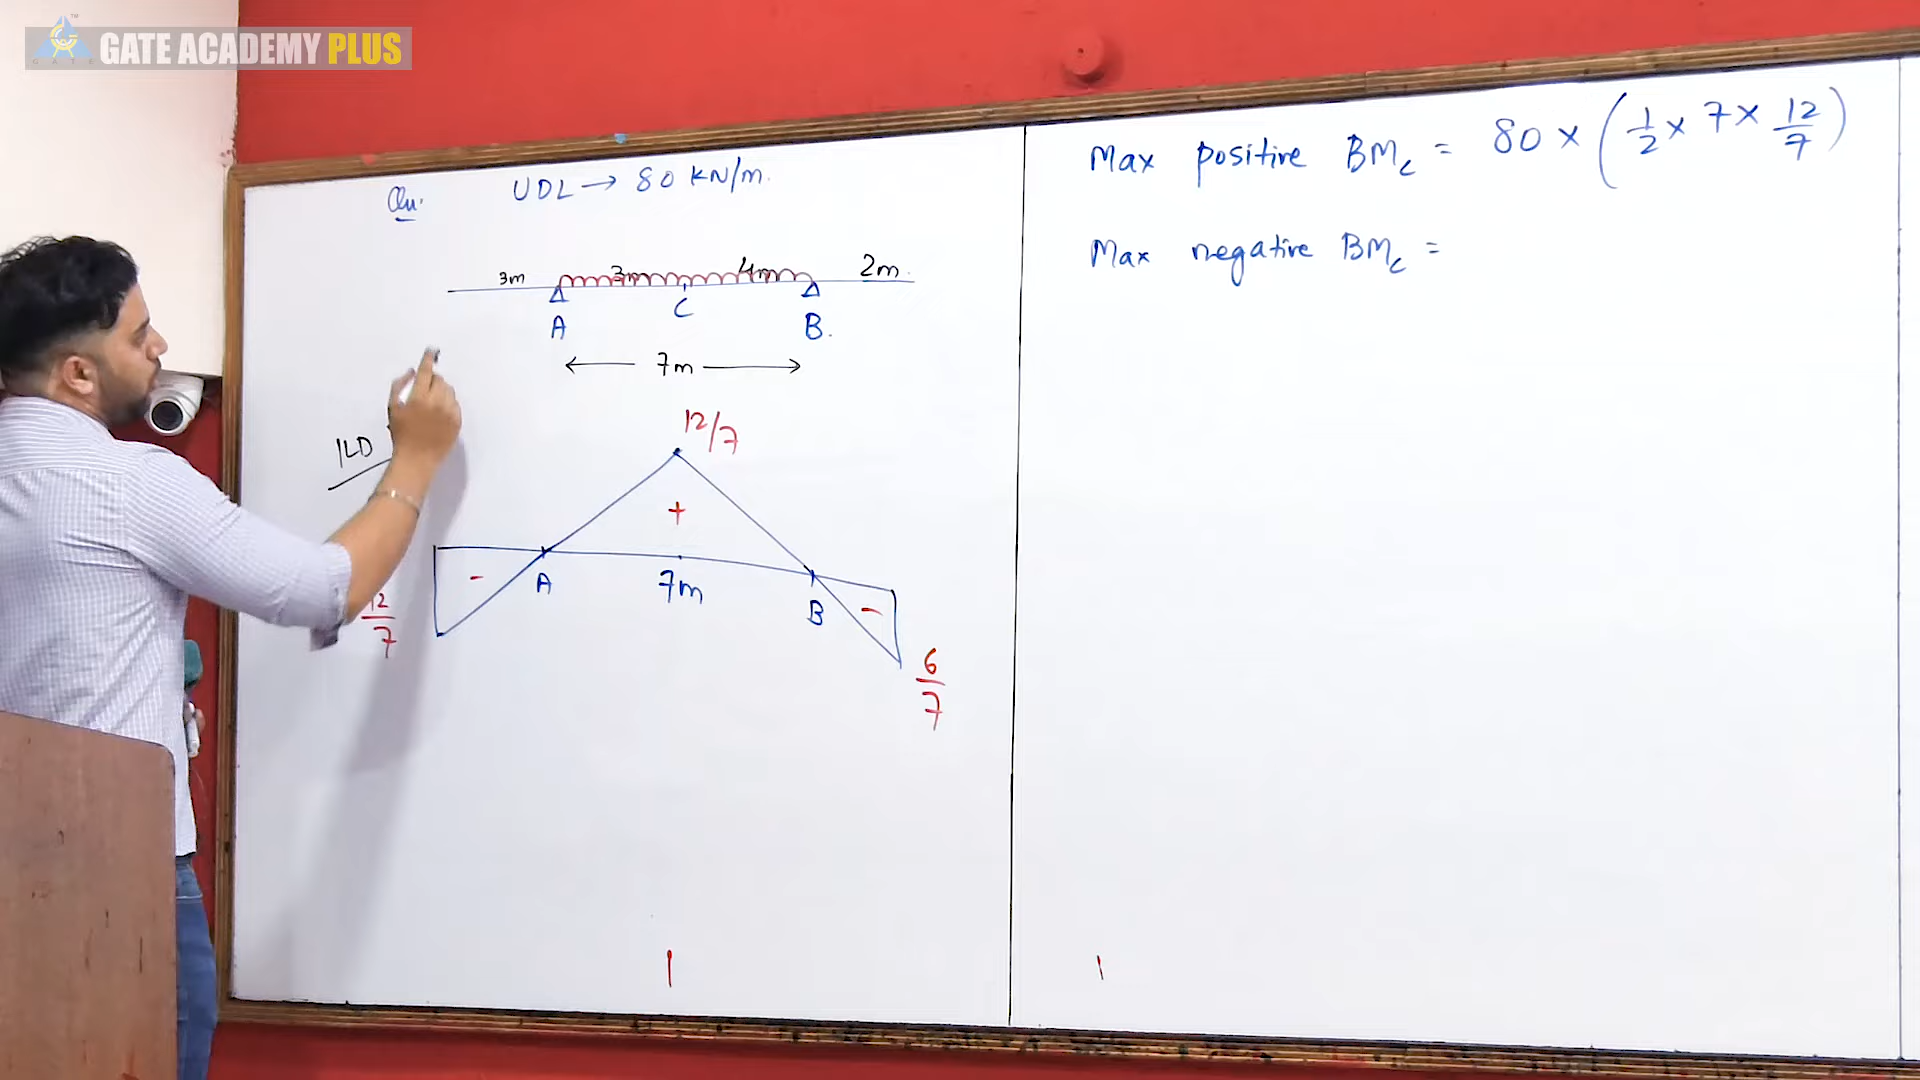 GATE ACADEMY PLUS
Qu.
UDL → 80 KN/m.
3m 3m 4m 2m.
A C B.
7m
ILD
12/7
+
-
A 7m B
-
12/7
6/7
Max positive BMc = 80 × (1/2 × 7 × 12/7)
Max negative BMc =